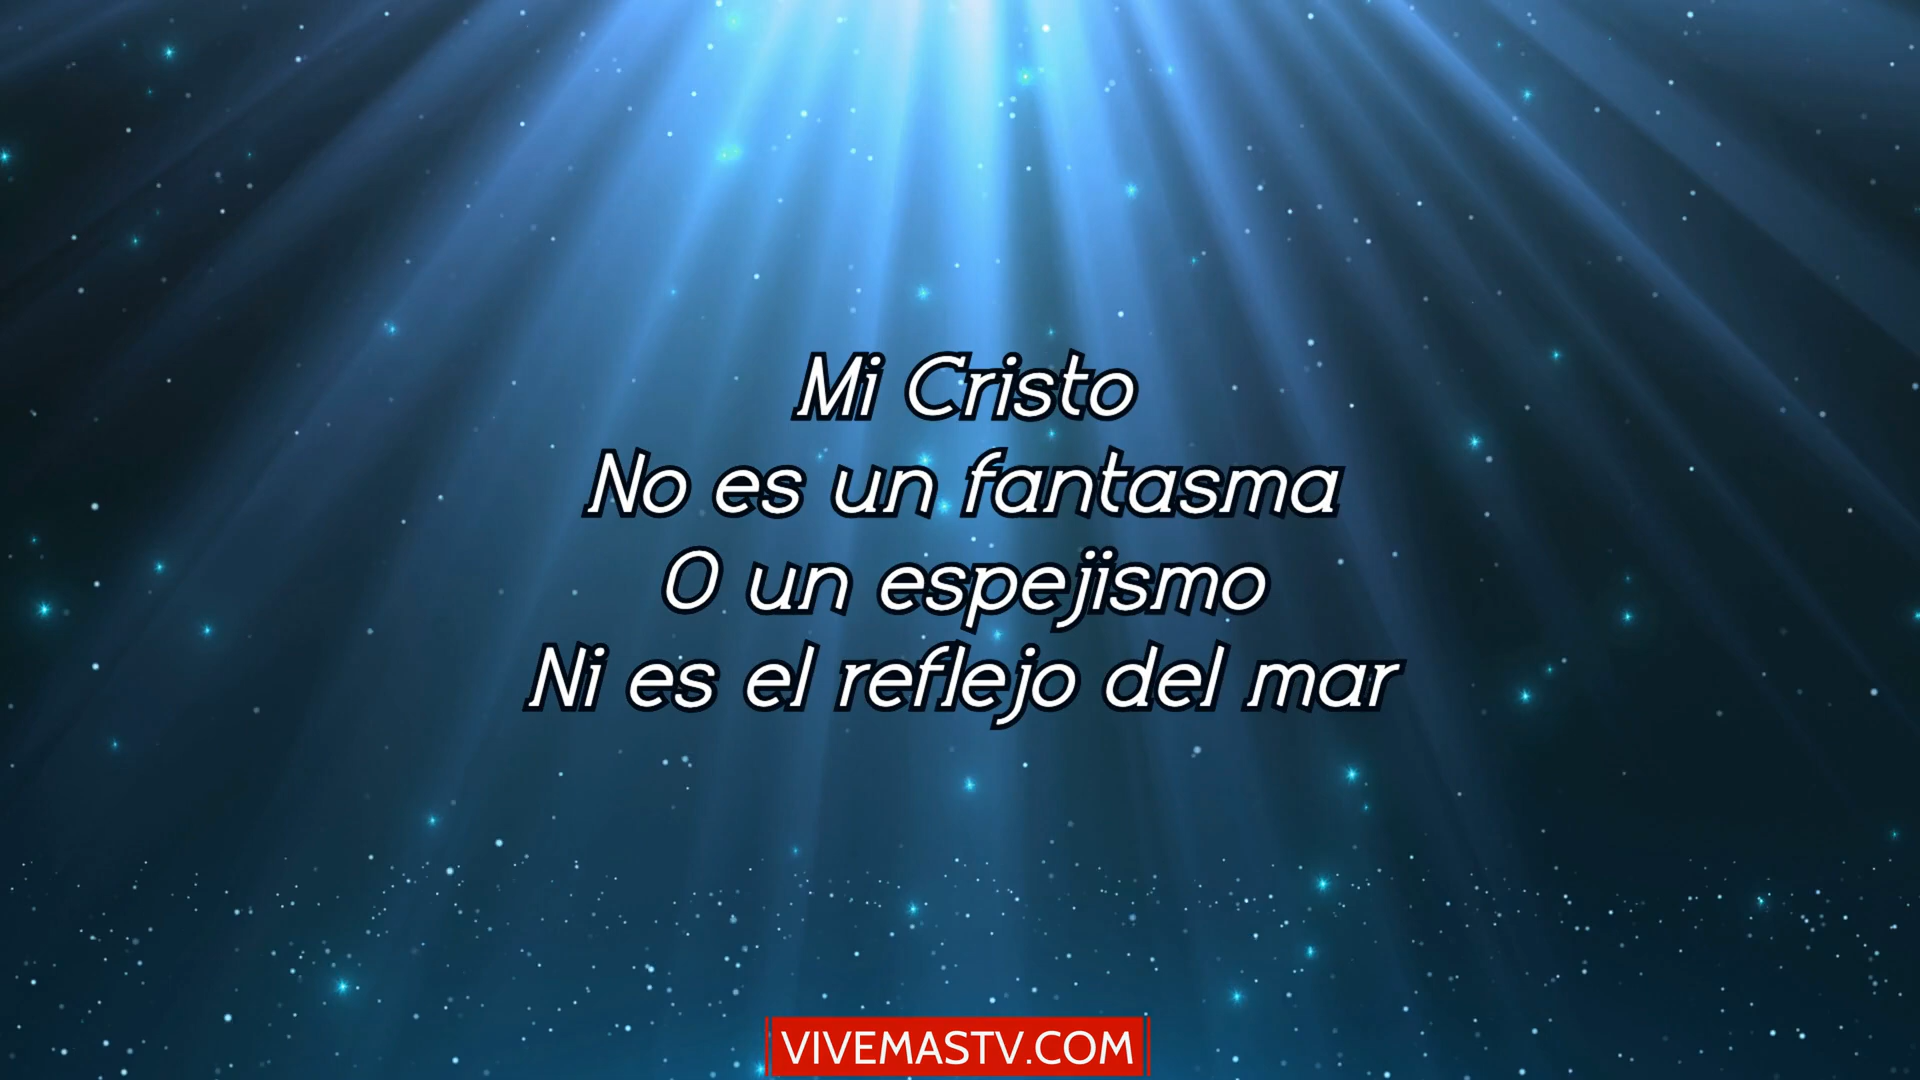 Mi Cristo
No es un fantasma
O un espejismo
Ni es el reflejo del mar
VIVEMASTV.COM